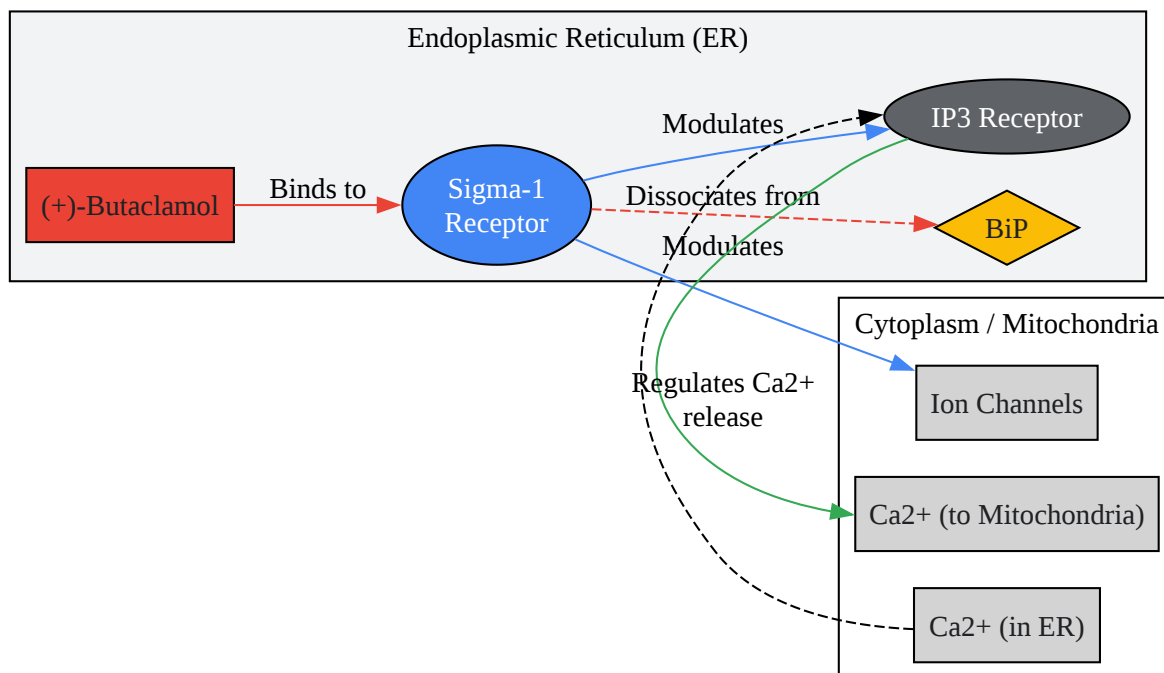 Endoplasmic Reticulum (ER)
IP3 Receptor
Modulates
(+)-Butaclamol
Binds to
Sigma-1
Receptor
Dissociates from
BiP
Modulates
Cytoplasm / Mitochondria
Ion Channels
Regulates Ca2+
release
Ca2+ (to Mitochondria)
Ca2+ (in ER)